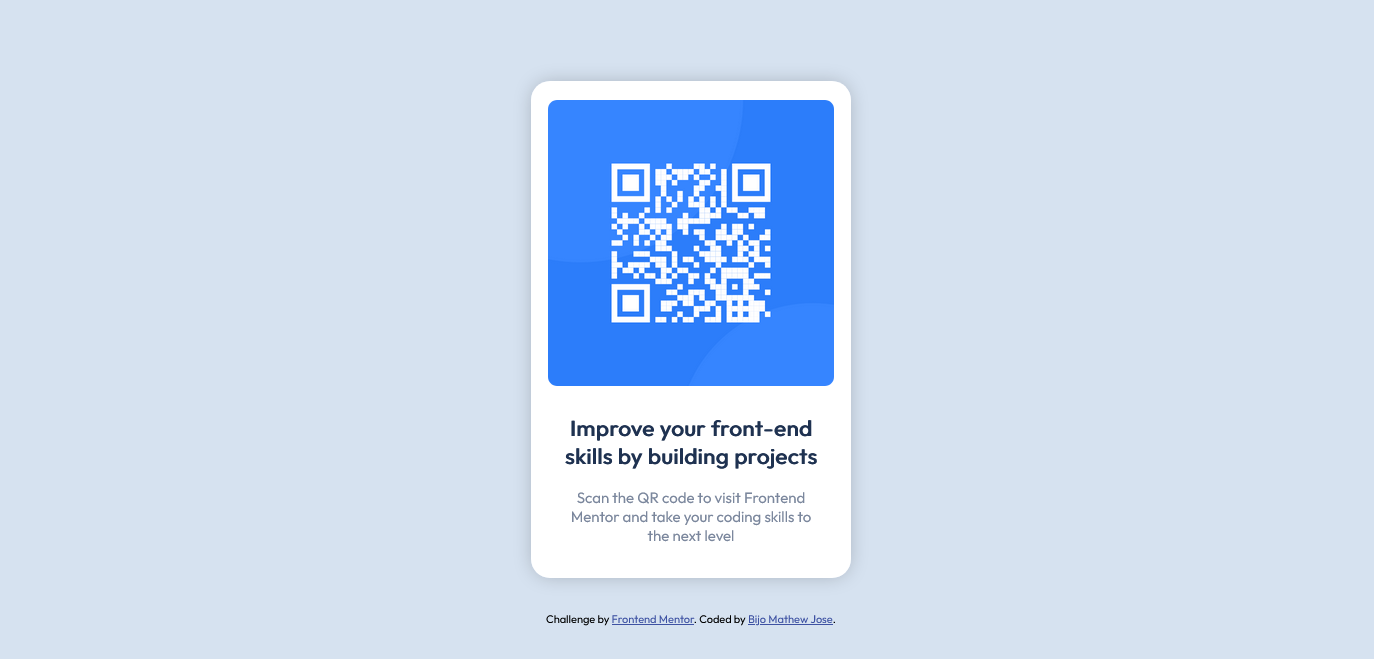 Improve your front-end
skills by building projects
Scan the QR code to visit Frontend
Mentor and take your coding skills to
the next level
Challenge by Frontend Mentor. Coded by Bijo Mathew Jose.